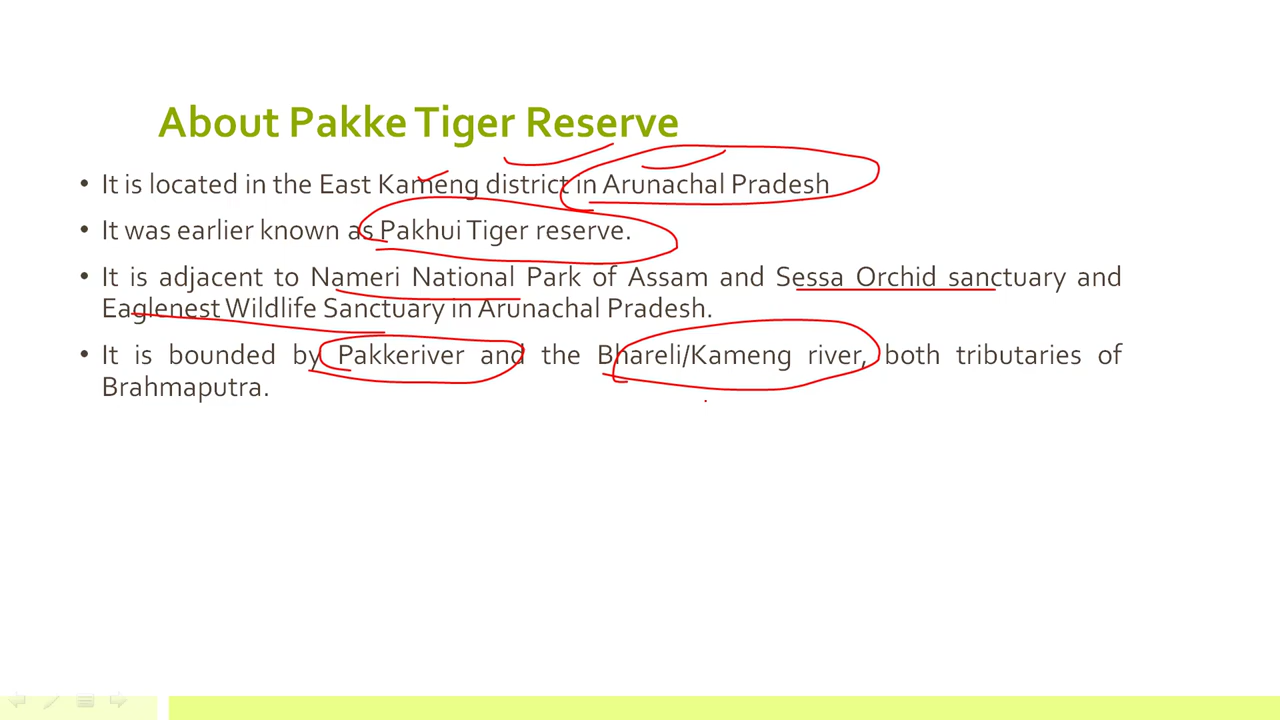 About Pakke Tiger Reserve
• It is located in the East Kameng district in Arunachal Pradesh
• It was earlier known as Pakhui Tiger reserve.
• It is adjacent to Nameri National Park of Assam and Sessa Orchid sanctuary and
Eaglenest Wildlife Sanctuary in Arunachal Pradesh.
• It is bounded by Pakkeriver and the Bhareli/Kameng river, both tributaries of
Brahmaputra.